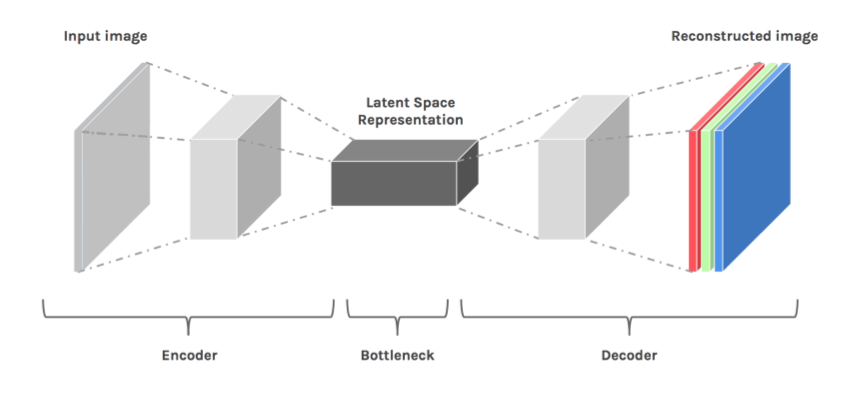 Input image
Reconstructed image
Latent Space
Representation
Encoder
Bottleneck
Decoder